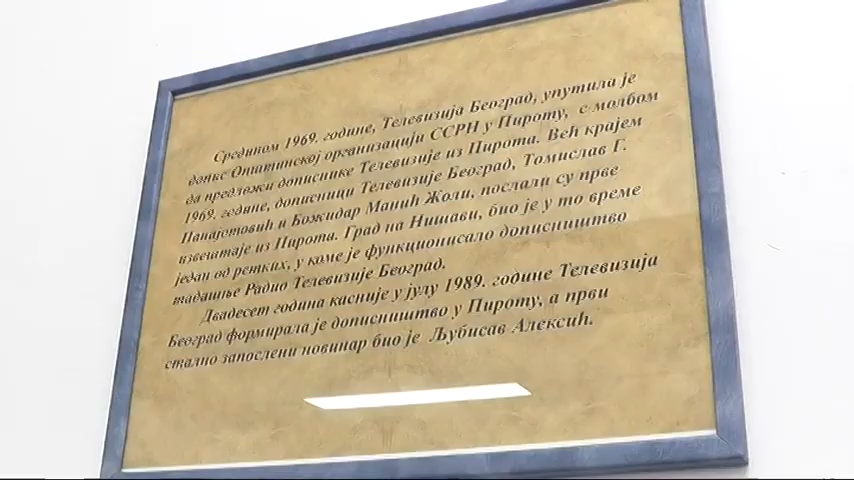 Средином 1969. године, Телевизија Београд, упутила је
допис Општинској организацији ССРН у Пироту, с молбом
да предложи дописнике Телевизије из Пирота. Већ крајем
1969. године, дописници Телевизије Београд, Томислав Г.
Панајотовић и Божидар Манић Жоли, послали су прве
извештаје из Пирота. Град на Нишави, био је у то време
један од ретких, у коме је функционисало дописништво
тадашње Радио Телевизије Београд.
Двадесет година касније у јулу 1989. године Телевизија
Београд формирала је дописништво у Пироту, а први
стално запослени новинар био је Љубисав Алексић.